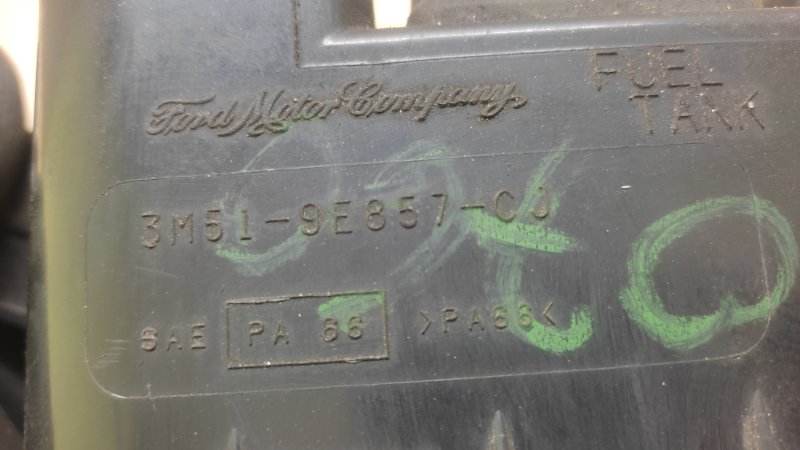 Ford Motor Company
FUEL
TANK
3M51-9E857-CJ
SAE PA 66 >PA66<